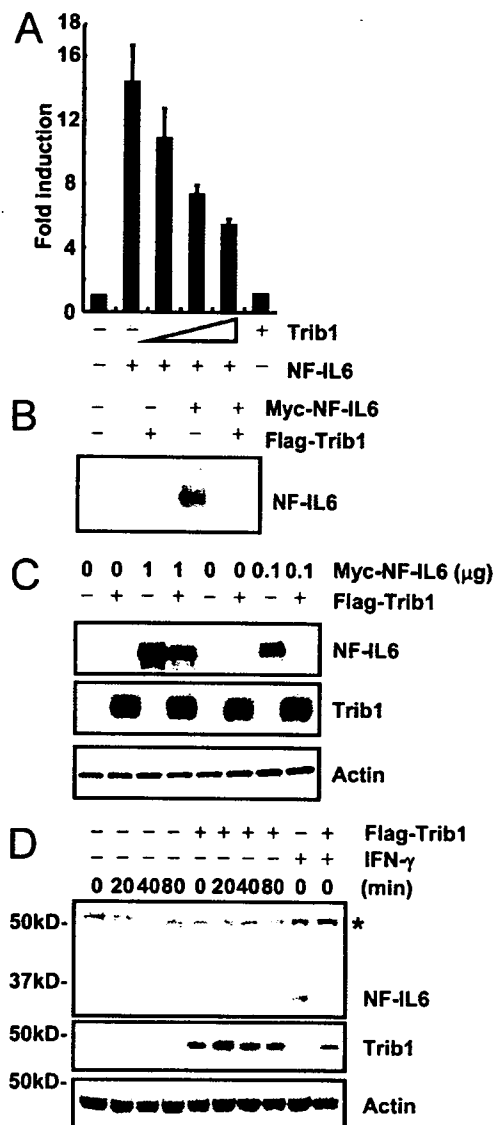 A
18
16
12
8
4
0
Fold induction
− − + Trib1
− + + + + − NF-IL6
B
− − + + Myc-NF-IL6
− + − + Flag-Trib1
NF-IL6
C
0 0 1 1 0 0 0.1 0.1 Myc-NF-IL6 (μg)
− + − + − + − + Flag-Trib1
NF-IL6
Trib1
Actin
D
− − − − + + + + − + Flag-Trib1
− − − − − − − − + + IFN-γ
0 20 40 80 0 20 40 80 0 0 (min)
50kD- *
37kD-
NF-IL6
50kD- Trib1
50kD-
Actin